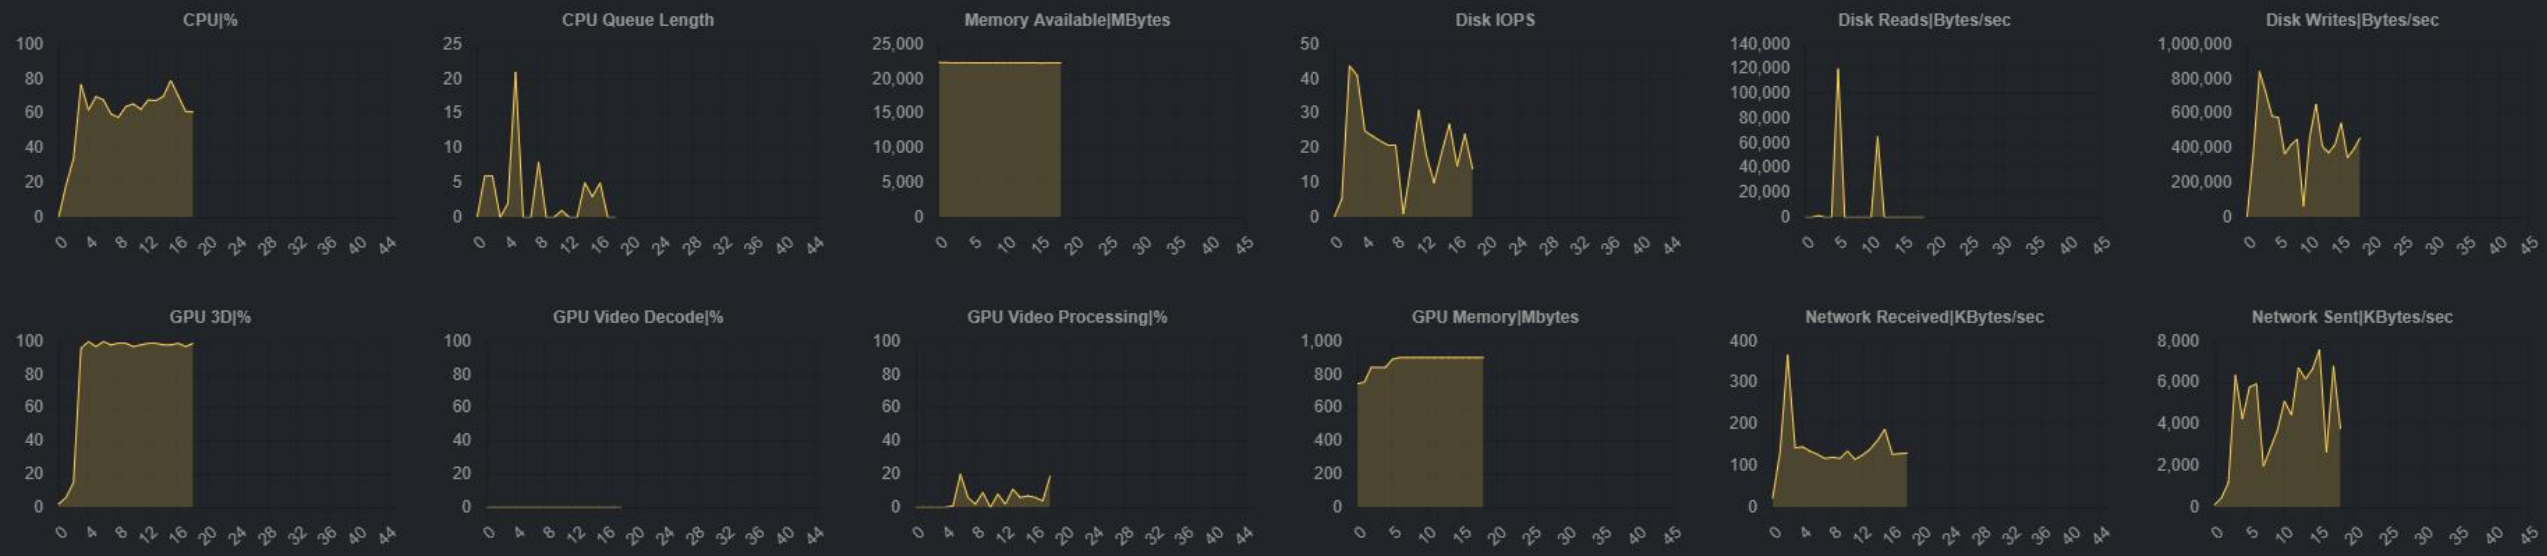 CPU|% CPU Queue Length Memory Available|MBytes Disk IOPS Disk Reads|Bytes/sec Disk Writes|Bytes/sec
100 25 25,000 50 140,000 1,000,000
120,000
80 20 20,000 40 100,000 800,000
60 15 15,000 30 80,000 600,000
60,000
40 10 10,000 20 40,000 400,000
20 5 5,000 10 20,000 200,000
0 0 0 0 0 0
0 4 8 12 16 20 24 28 32 36 40 44 0 4 8 12 16 20 24 28 32 36 40 44 0 5 10 15 20 25 30 35 40 45 0 4 8 12 16 20 24 28 32 36 40 44 0 5 10 15 20 25 30 35 40 45 0 5 10 15 20 25 30 35 40 45
GPU 3D|% GPU Video Decode|% GPU Video Processing|% GPU Memory|Mbytes Network Received|KBytes/sec Network Sent|KBytes/sec
100 100 100 1,000 400 8,000
80 80 80 800 300 6,000
60 60 60 600 200 4,000
40 40 40 400 100 2,000
20 20 20 200
0 0 0 0 0 0
0 4 8 12 16 20 24 28 32 36 40 44 0 4 8 12 16 20 24 28 32 36 40 44 0 4 8 12 16 20 24 28 32 36 40 44 0 5 10 15 20 25 30 35 40 45 0 4 8 12 16 20 24 28 32 36 40 44 0 5 10 15 20 25 30 35 40 45